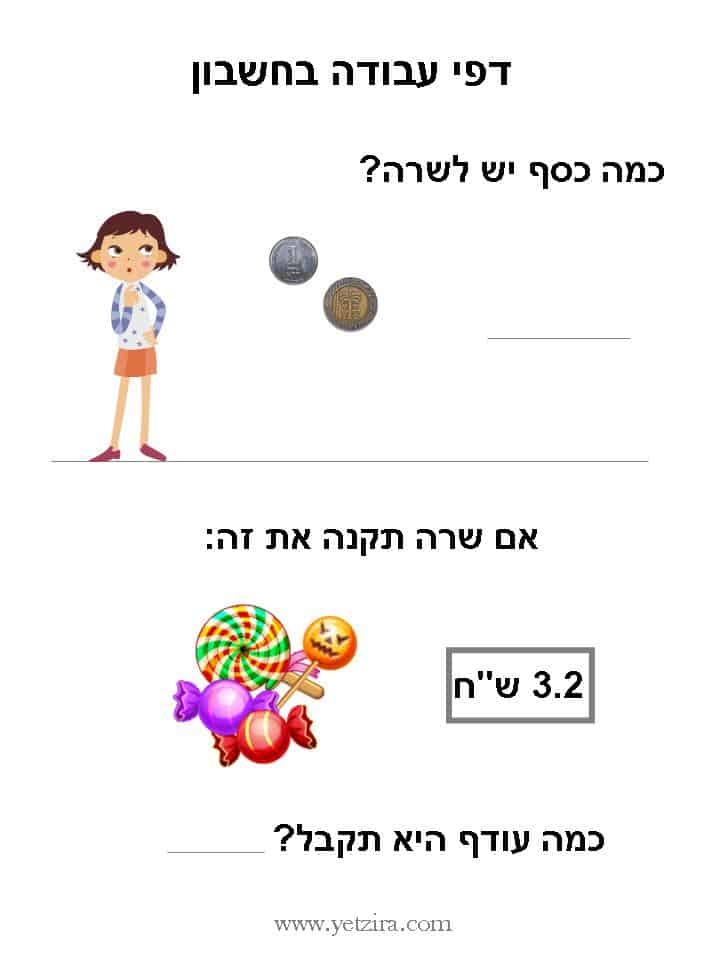 דפי עבודה בחשבון
כמה כסף יש לשרה?
1
אם שרה תקנה את זה:
3.2 ש"ח
כמה עודף היא תקבל?
www.yetzira.com